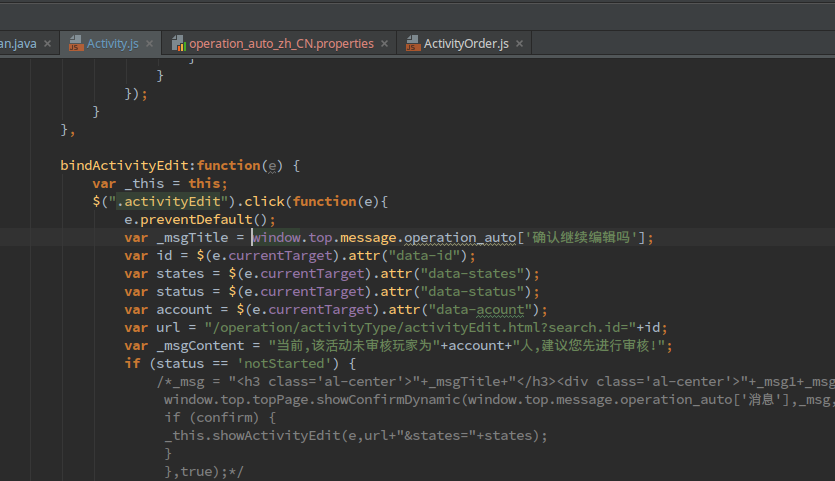 an.java × Activity.js × operation_auto_zh_CN.properties × ActivityOrder.js ×
}
}
});
}
},
bindActivityEdit:function(e) {
var _this = this;
$(".activityEdit").click(function(e){
e.preventDefault();
var _msgTitle = window.top.message.operation_auto['确认继续编辑吗'];
var id = $(e.currentTarget).attr("data-id");
var states = $(e.currentTarget).attr("data-states");
var status = $(e.currentTarget).attr("data-status");
var account = $(e.currentTarget).attr("data-acount");
var url = "/operation/activityType/activityEdit.html?search.id="+id;
var _msgContent = "当前,该活动未审核玩家为"+account+"人,建议您先进行审核!";
if (status == 'notStarted') {
/*_msg = "<h3 class='al-center'>"+_msgTitle+"</h3><div class='al-center'>"+_msg1+_msg
window.top.topPage.showConfirmDynamic(window.top.message.operation_auto['消息'],_msg,
if (confirm) {
_this.showActivityEdit(e,url+"&states="+states);
}
},true);*/